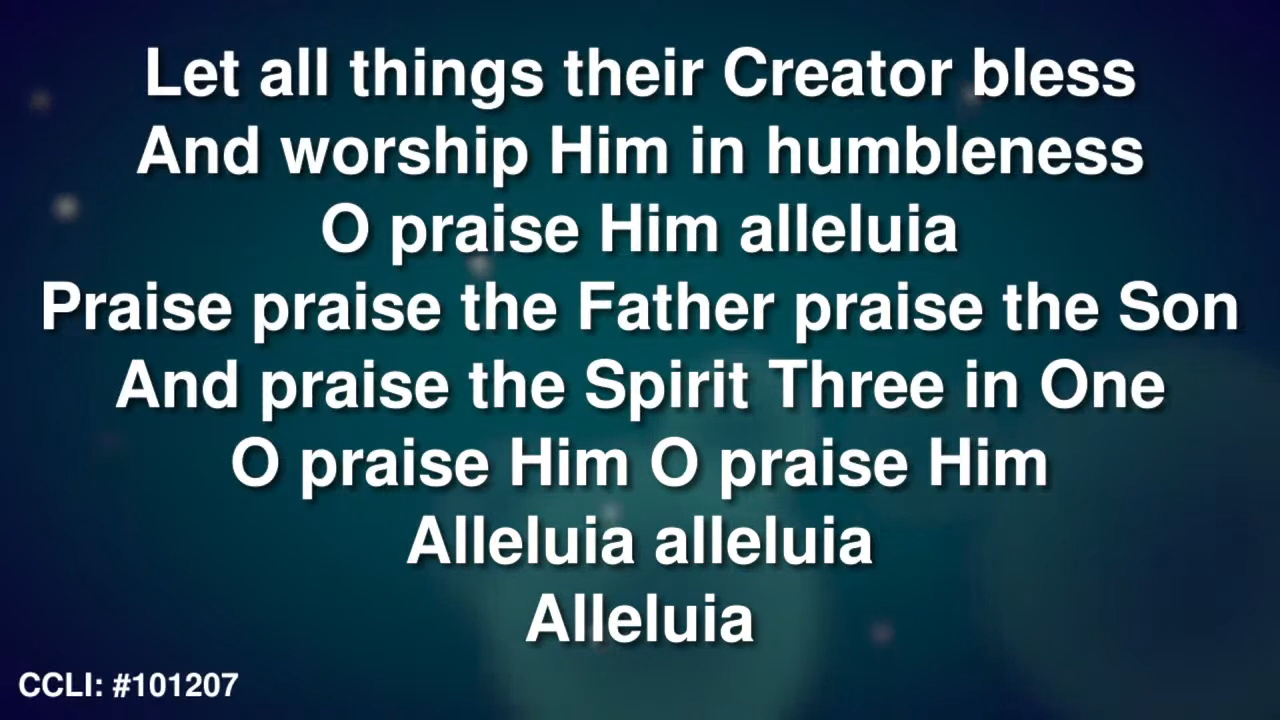 Let all things their Creator bless
And worship Him in humbleness
O praise Him alleluia
Praise praise the Father praise the Son
And praise the Spirit Three in One
O praise Him O praise Him
Alleluia alleluia
Alleluia
CCLI: #101207